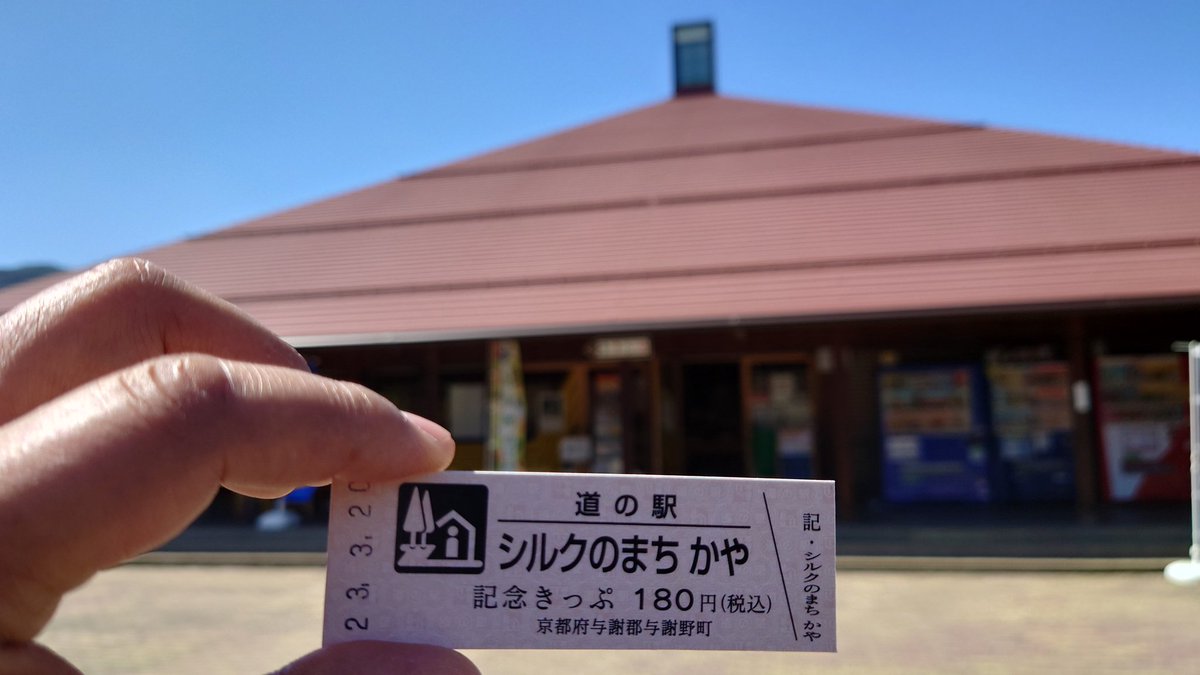 道の駅
シルクのまち かや
記念きっぷ 180円(税込)
京都府与謝郡与謝野町
記・シルクのまち かや
23. 3. 20